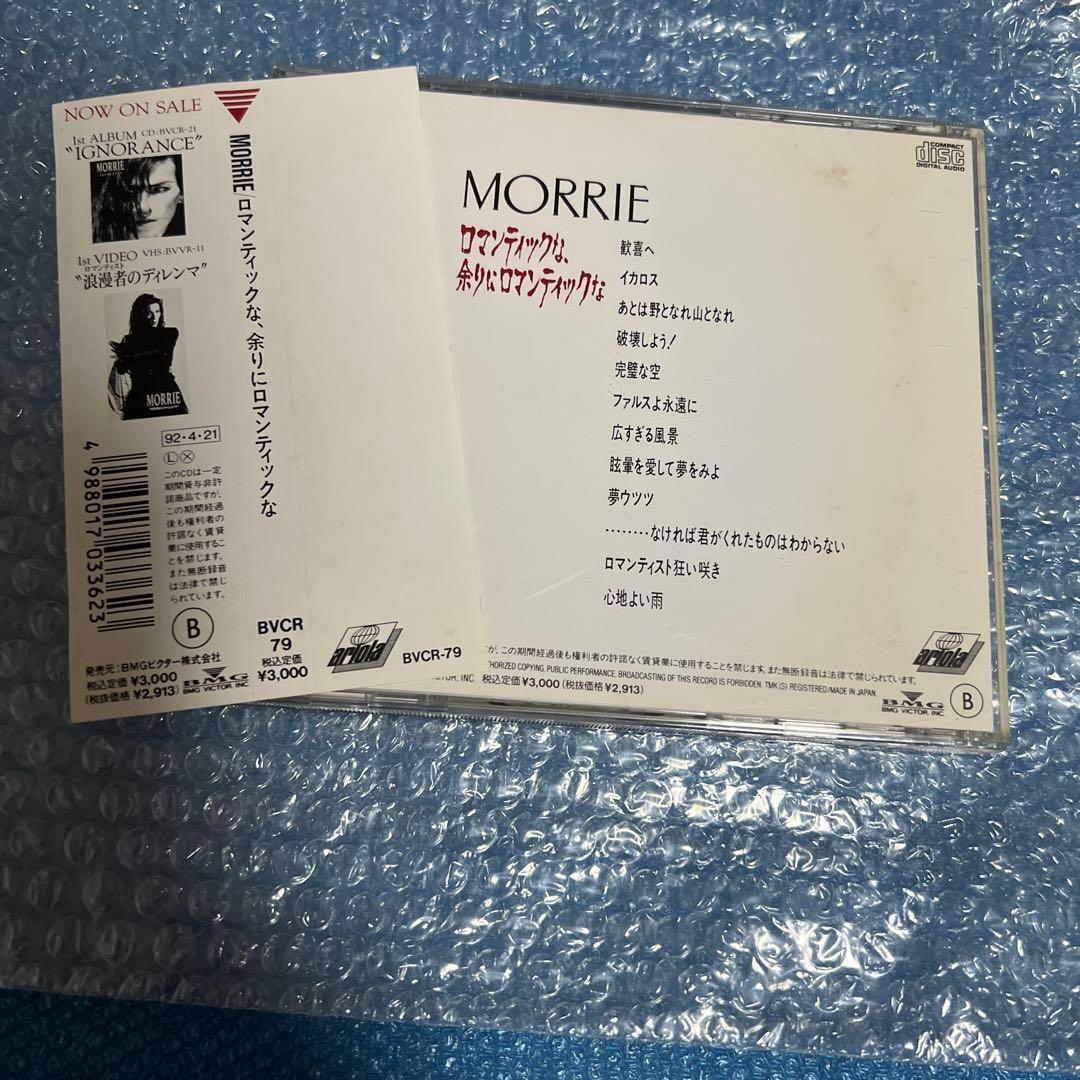 NOW ON SALE
1st ALBUM CD:BVCR-21
"IGNORANCE"
MORRIE
1st VIDEO VHS:BVVR-11
ロマンティスト
"浪漫者のディレンマ"
MORRIE
92・4・21
Ⓛ Ⓧ
このCDは一定
期間貸与非許
諾商品ですが、
この期間経過
後も権利者の
許諾なく賃貸
業に使用するこ
とを禁じます。
また無断録音
は法律で禁じ
られています。
4988017033623
B
発売元:BMGビクター株式会社
税込定価 ¥3,000
(税抜価格 ¥2,913)
BMG
BMG VICTOR, INC.
MORRIE/ロマンティックな、余りにロマンティックな
BVCR
79
税込定価
¥3,000
ariola
BVCR-79
COMPACT
disc
DIGITAL AUDIO
MORRIE
ロマンティックな、
余りにロマンティックな
歓喜へ
イカロス
あとは野となれ山となれ
破壊しよう!
完璧な空
ファルスよ永遠に
広すぎる風景
眩暈を愛して夢をみよ
夢ウツツ
………なければ君がくれたものはわからない
ロマンティスト狂い咲き
心地よい雨
が、この期間経過後も権利者の許諾なく賃貸業に使用することを禁じます。また無断録音は法律で禁じられています。
THORIZED COPYING, PUBLIC PERFORMANCE, BROADCASTING OF THIS RECORD IS FORBIDDEN. TMK (S) REGISTERED/MADE IN JAPAN.
VICTOR, INC. 税込定価 ¥3,000 (税抜価格 ¥2,913)
ariola
BMG
BMG VICTOR, INC.
B